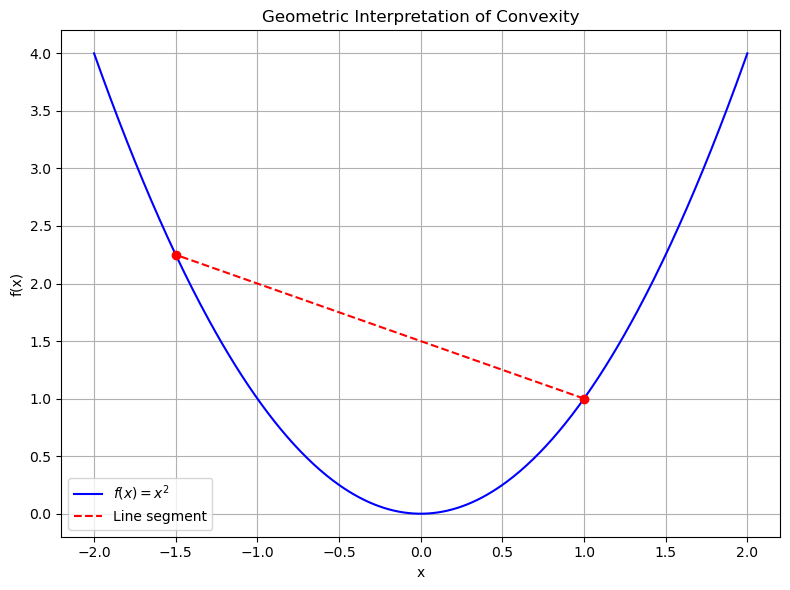 Geometric Interpretation of Convexity
f(x)
4.0
3.5
3.0
2.5
2.0
1.5
1.0
0.5
0.0
f(x) = x²
Line segment
−2.0 −1.5 −1.0 −0.5 0.0 0.5 1.0 1.5 2.0
x